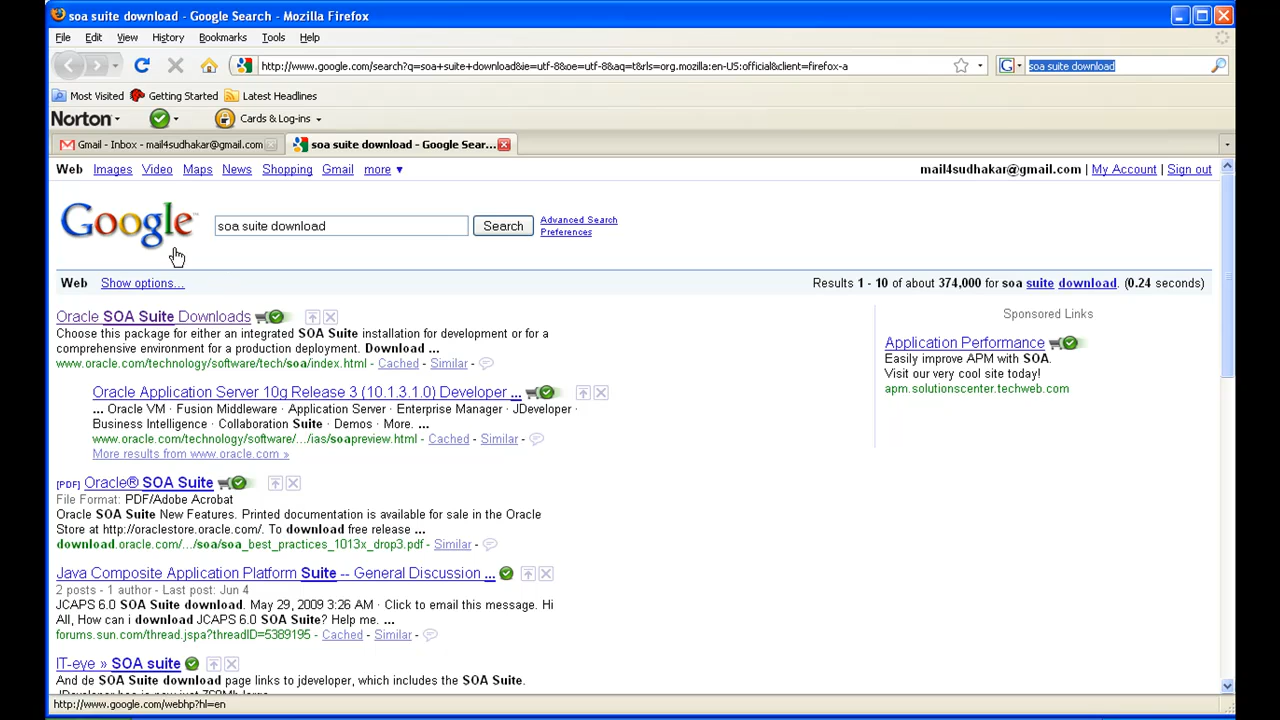 soa suite download - Google Search - Mozilla Firefox
File Edit View History Bookmarks Tools Help
http://www.google.com/search?q=soa+suite+download&ie=utf-8&oe=utf-8&aq=t&rls=org.mozilla:en-US:official&client=firefox-a
soa suite download
Most Visited Getting Started Latest Headlines
Norton Cards & Log-ins
Gmail - Inbox - mail4sudhakar@gmail.com
soa suite download - Google Sear...
Web Images Video Maps News Shopping Gmail more ▼
mail4sudhakar@gmail.com | My Account | Sign out
Google™
soa suite download
Search
Advanced Search
Preferences
Web Show options...
Results 1 - 10 of about 374,000 for soa suite download. (0.24 seconds)
Oracle SOA Suite Downloads
Choose this package for either an integrated SOA Suite installation for development or for a
comprehensive environment for a production deployment. Download ...
www.oracle.com/technology/software/tech/soa/index.html - Cached - Similar -
Oracle Application Server 10g Release 3 (10.1.3.1.0) Developer ...
... Oracle VM · Fusion Middleware · Application Server · Enterprise Manager · JDeveloper ·
Business Intelligence · Collaboration Suite · Demos · More. ...
www.oracle.com/technology/software/.../ias/soapreview.html - Cached - Similar -
More results from www.oracle.com »
[PDF] Oracle® SOA Suite
File Format: PDF/Adobe Acrobat
Oracle SOA Suite New Features. Printed documentation is available for sale in the Oracle
Store at http://oraclestore.oracle.com/. To download free release ...
download.oracle.com/.../soa/soa_best_practices_1013x_drop3.pdf - Similar -
Java Composite Application Platform Suite -- General Discussion ...
2 posts - 1 author - Last post: Jun 4
JCAPS 6.0 SOA Suite download. May 29, 2009 3:26 AM · Click to email this message. Hi
All, How can i download JCAPS 6.0 SOA Suite? Help me. ...
forums.sun.com/thread.jspa?threadID=5389195 - Cached - Similar -
IT-eye » SOA suite
And de SOA Suite download page links to jdeveloper, which includes the SOA Suite.
Sponsored Links
Application Performance
Easily improve APM with SOA.
Visit our very cool site today!
apm.solutionscenter.techweb.com
http://www.google.com/webhp?hl=en